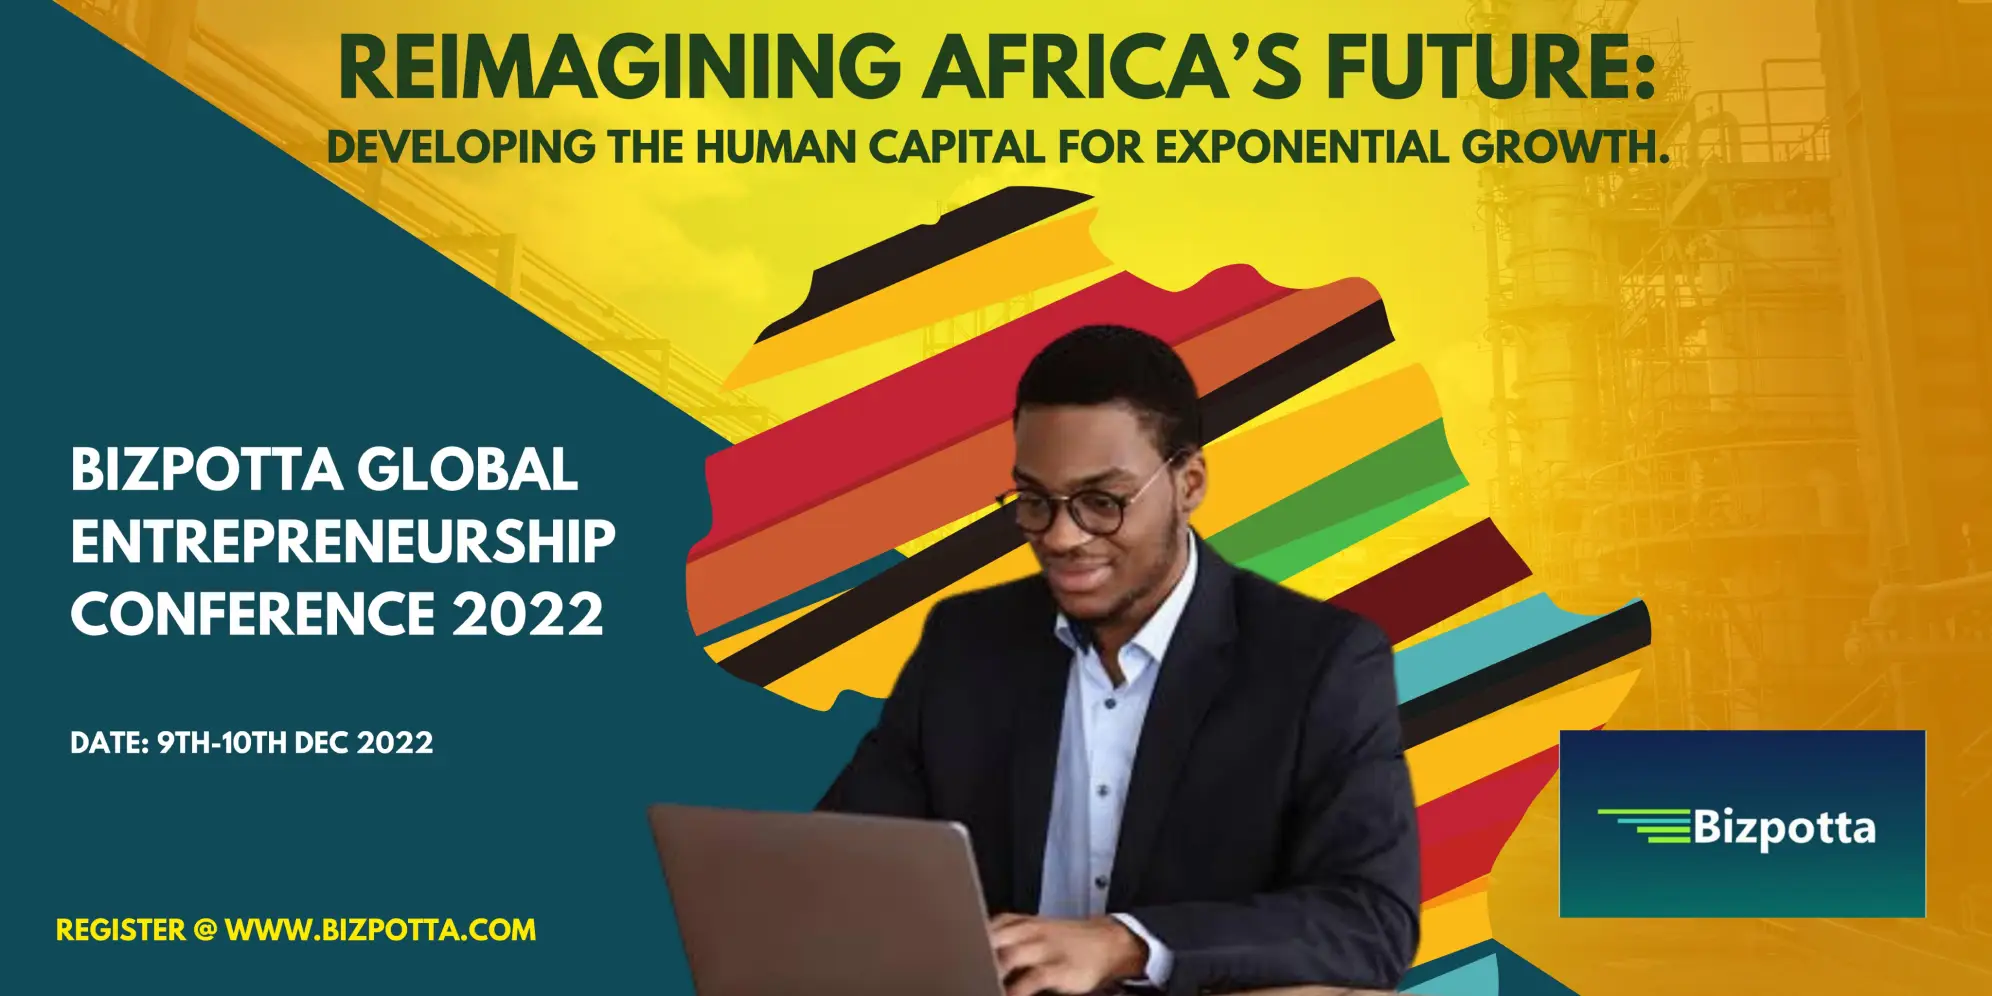 REIMAGINING AFRICA’S FUTURE:
DEVELOPING THE HUMAN CAPITAL FOR EXPONENTIAL GROWTH.
BIZPOTTA GLOBAL
ENTREPRENEURSHIP
CONFERENCE 2022
DATE: 9TH-10TH DEC 2022
REGISTER @ WWW.BIZPOTTA.COM
Bizpotta